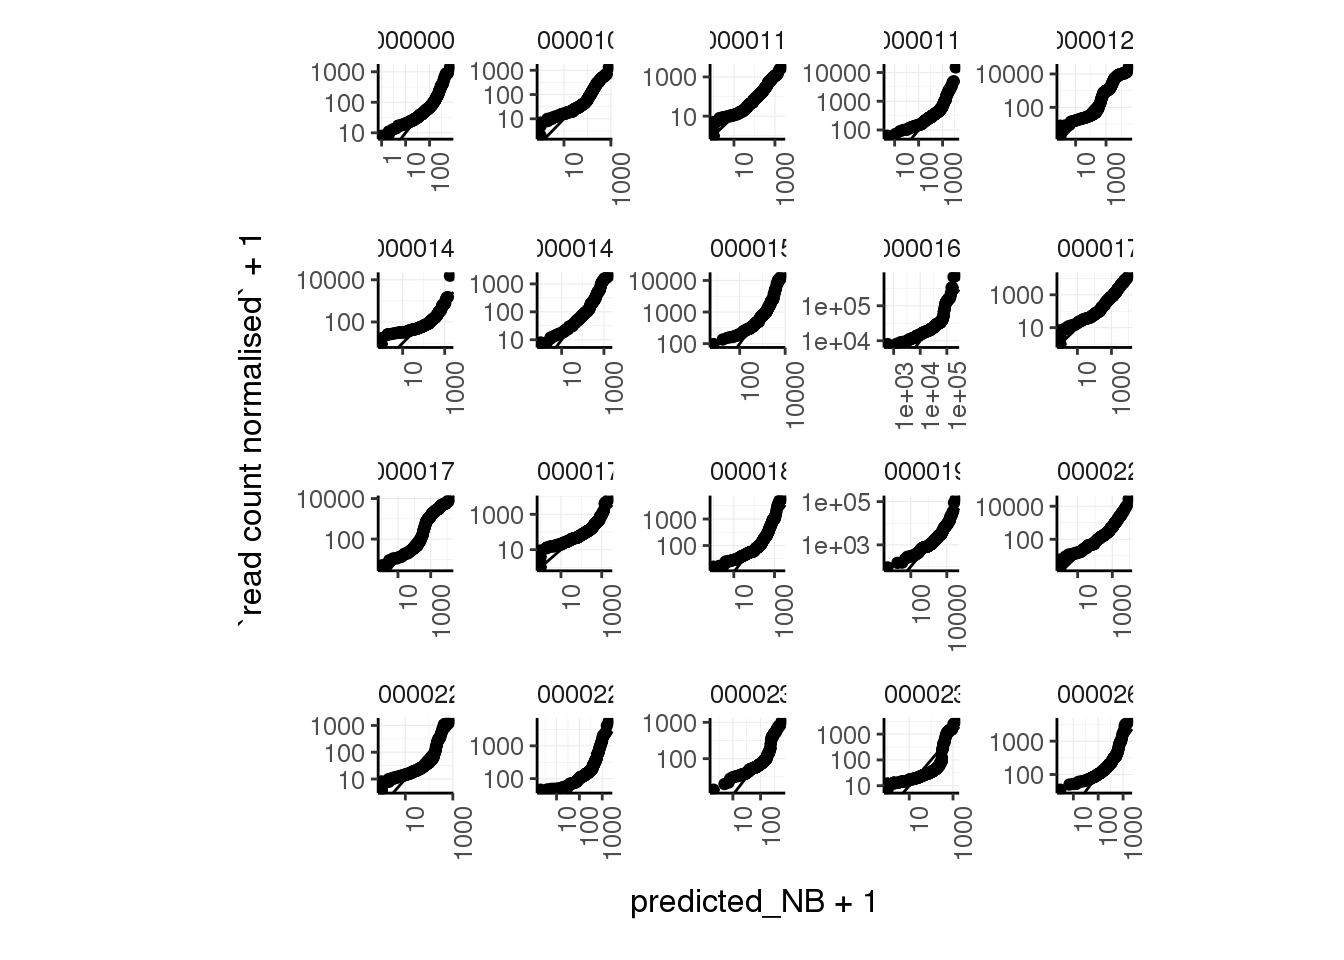 000000 000010 000011 000011 000012
1000 100 10 1000 100 10 1000 10 10000 1000 100 10000 100
1 10 100 10 1000 10 1000 10 100 1000 10 1000
000014 000014 000015 000016 000017
10000 100 1000 100 10 10000 1000 100 1e+05 1e+04 1000 10
10 1000 10 1000 100 10000 1e+03 1e+04 1e+05 10 1000
000017 000017 000018 000019 000022
10000 100 1000 10 1000 100 1e+05 1e+03 10000 100
10 1000 10 1000 10 1000 100 10000 10 1000
000022 000022 000023 000023 000026
1000 100 10 1000 100 1000 100 1000 100 10 1000 100
10 1000 10 100 1000 10 100 10 1000 10 100 1000
`read count normalised` + 1
predicted_NB + 1